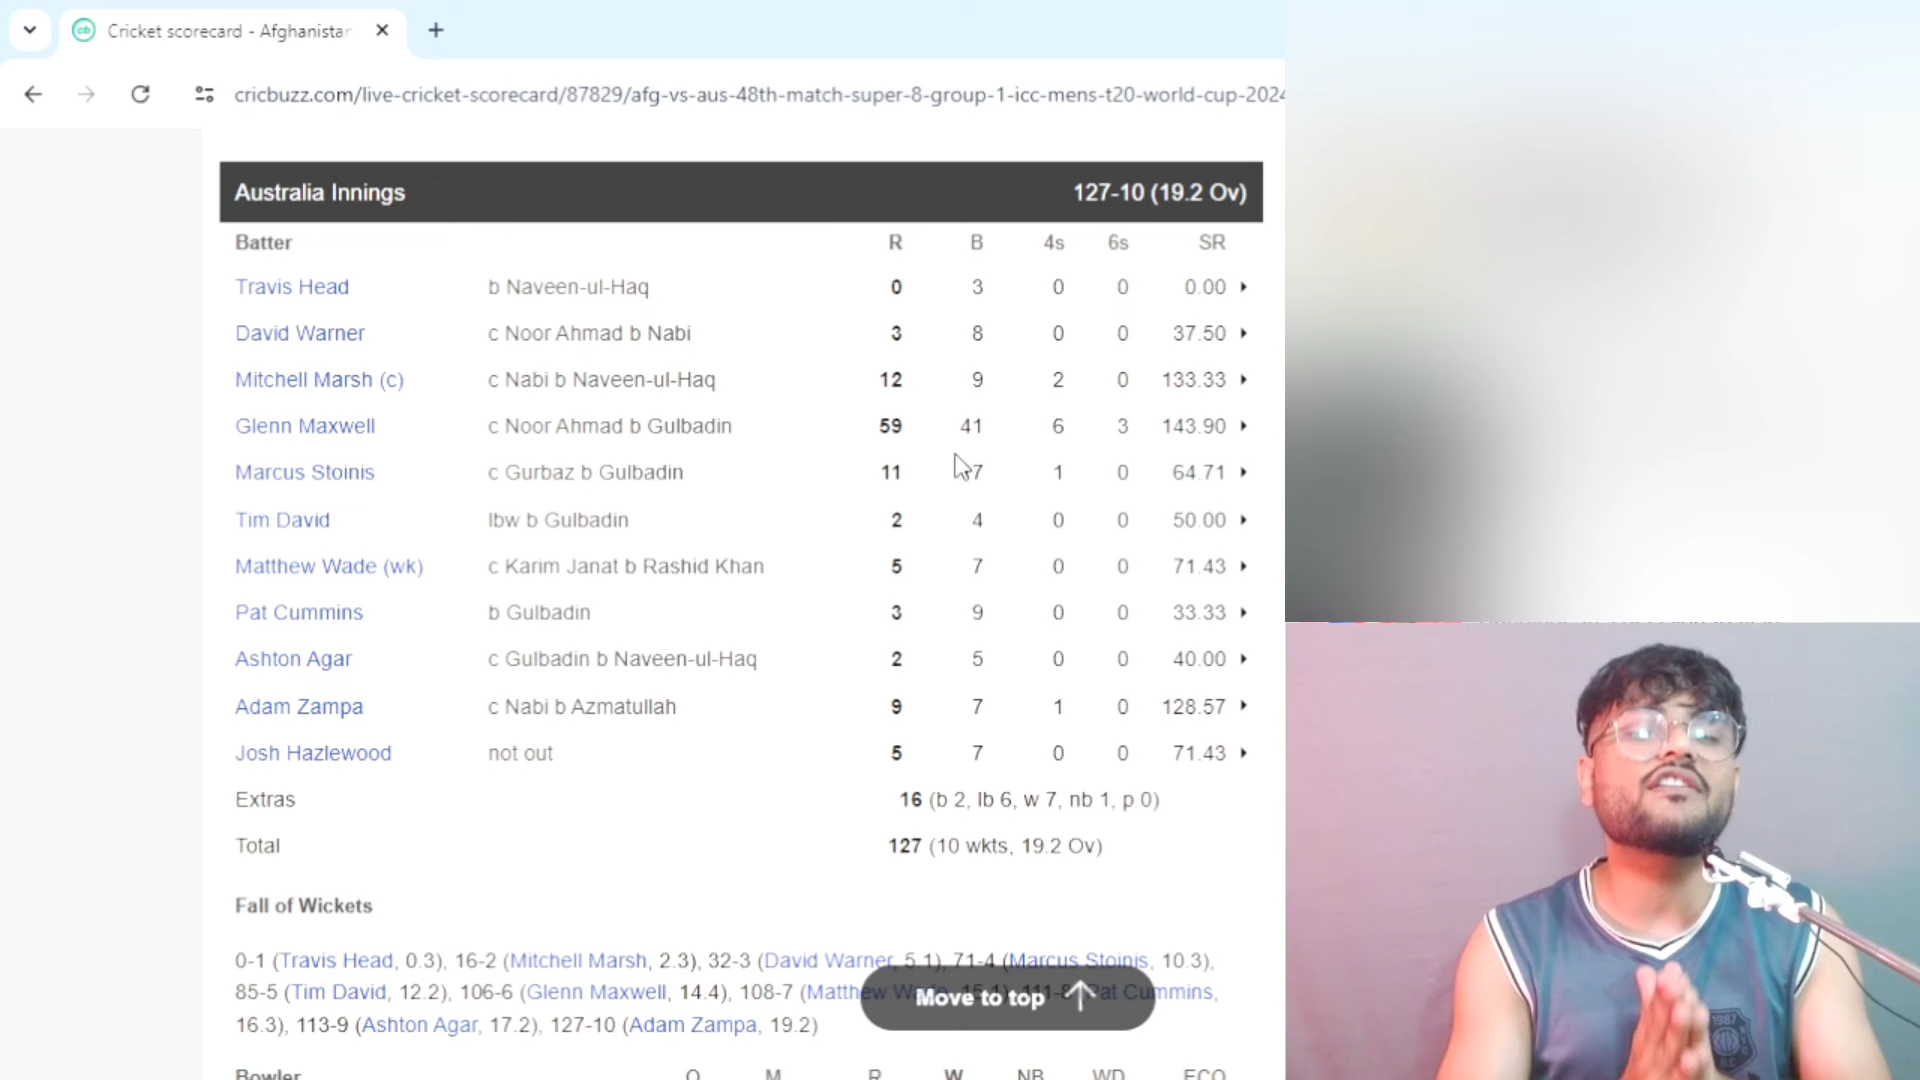 Cricket scorecard - Afghanistan
cricbuzz.com/live-cricket-scorecard/87829/afg-vs-aus-48th-match-super-8-group-1-icc-mens-t20-world-cup-2024
Australia Innings 127-10 (19.2 Ov)
Batter R B 4s 6s SR
Travis Head b Naveen-ul-Haq 0 3 0 0 0.00
David Warner c Noor Ahmad b Nabi 3 8 0 0 37.50
Mitchell Marsh (c) c Nabi b Naveen-ul-Haq 12 9 2 0 133.33
Glenn Maxwell c Noor Ahmad b Gulbadin 59 41 6 3 143.90
Marcus Stoinis c Gurbaz b Gulbadin 11 7 1 0 64.71
Tim David lbw b Gulbadin 2 4 0 0 50.00
Matthew Wade (wk) c Karim Janat b Rashid Khan 5 7 0 0 71.43
Pat Cummins b Gulbadin 3 9 0 0 33.33
Ashton Agar c Gulbadin b Naveen-ul-Haq 2 5 0 0 40.00
Adam Zampa c Nabi b Azmatullah 9 7 1 0 128.57
Josh Hazlewood not out 5 7 0 0 71.43
Extras 16 (b 2, lb 6, w 7, nb 1, p 0)
Total 127 (10 wkts, 19.2 Ov)
Fall of Wickets
0-1 (Travis Head, 0.3), 16-2 (Mitchell Marsh, 2.3), 32-3 (David Warner, 5.1), 71-4 (Marcus Stoinis, 10.3),
85-5 (Tim David, 12.2), 106-6 (Glenn Maxwell, 14.4), 108-7 (Matthew Wade, 15.1), 111-8 (Pat Cummins,
16.3), 113-9 (Ashton Agar, 17.2), 127-10 (Adam Zampa, 19.2)
Move to top
Bowler O M R W NB WD ECO
1987